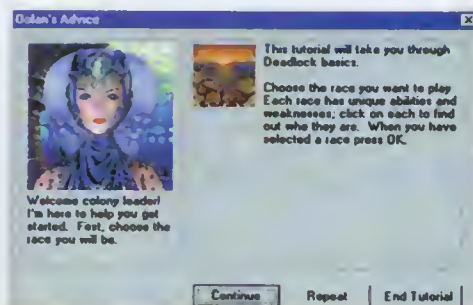 Oolan's Advice
This tutorial will take you through
Deadlock basics.
Choose the race you want to play
Each race has unique abilities and
weaknesses; click on each to find
out who they are. When you have
selected a race press OK.
Welcome colony leader!
I'm here to help you get
started. First, choose the
race you will be.
Continue
Repeat
End Tutorial